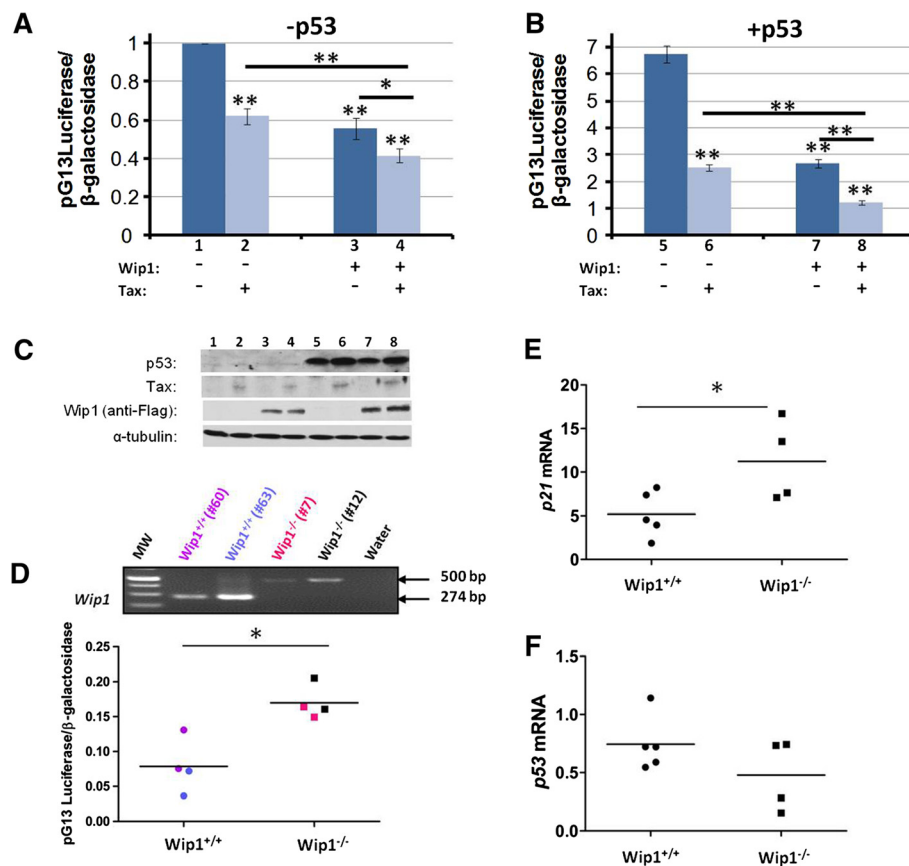 A
-p53
pG13Luciferase/
β-galactosidase
1
0.8
0.6
0.4
0.2
0
**
**
*
**
**
1 2 3 4
Wip1: - - + +
Tax: - + - +
B
+p53
pG13Luciferase/
β-galactosidase
7
6
5
4
3
2
1
0
**
**
**
**
**
5 6 7 8
Wip1: - - + +
Tax: - + - +
C
1 2 3 4 5 6 7 8
p53:
Tax:
Wip1 (anti-Flag):
α-tubulin:
D
MW
Wip1+/+ (#60)
Wip1+/+ (#63)
Wip1-/- (#7)
Wip1-/- (#12)
Water
Wip1
500 bp
274 bp
pG13 Luciferase/β-galactosidase
0.25
0.20
0.15
0.10
0.05
0.00
*
Wip1+/+ Wip1-/-
E
p21 mRNA
20
15
10
5
0
*
Wip1+/+ Wip1-/-
F
p53 mRNA
1.5
1.0
0.5
0.0
Wip1+/+ Wip1-/-